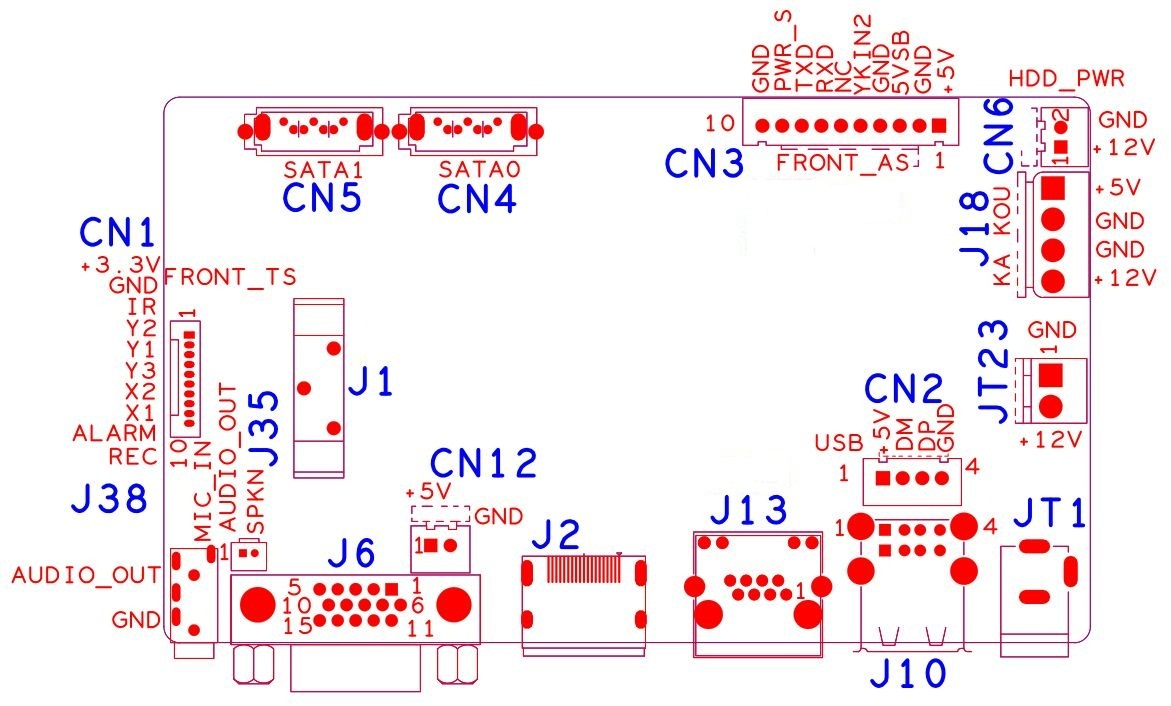 GND
PWR_S
TXD
RXD
NC
YKIN2
GND
5VSB
GND
+5V
HDD_PWR
10
1
FRONT_AS
CN3
CN6
2
1
GND
+12V
SATA1
CN5
SATA0
CN4
J18
KA KOU
+5V
GND
GND
+12V
CN1
+3.3V
GND
IR
Y2
Y1
Y3
X2
X1
ALARM
REC
FRONT_TS
1
10
J1
JT23
GND
1
+12V
CN2
USB
+5V
DM
DP
GND
1
4
J38
MIC_IN
AUDIO_OUT
J35
SPKN
1
AUDIO_OUT
GND
CN12
+5V
GND
1
J6
5
1
10
6
15
11
J2
J13
1
1
4
J10
JT1